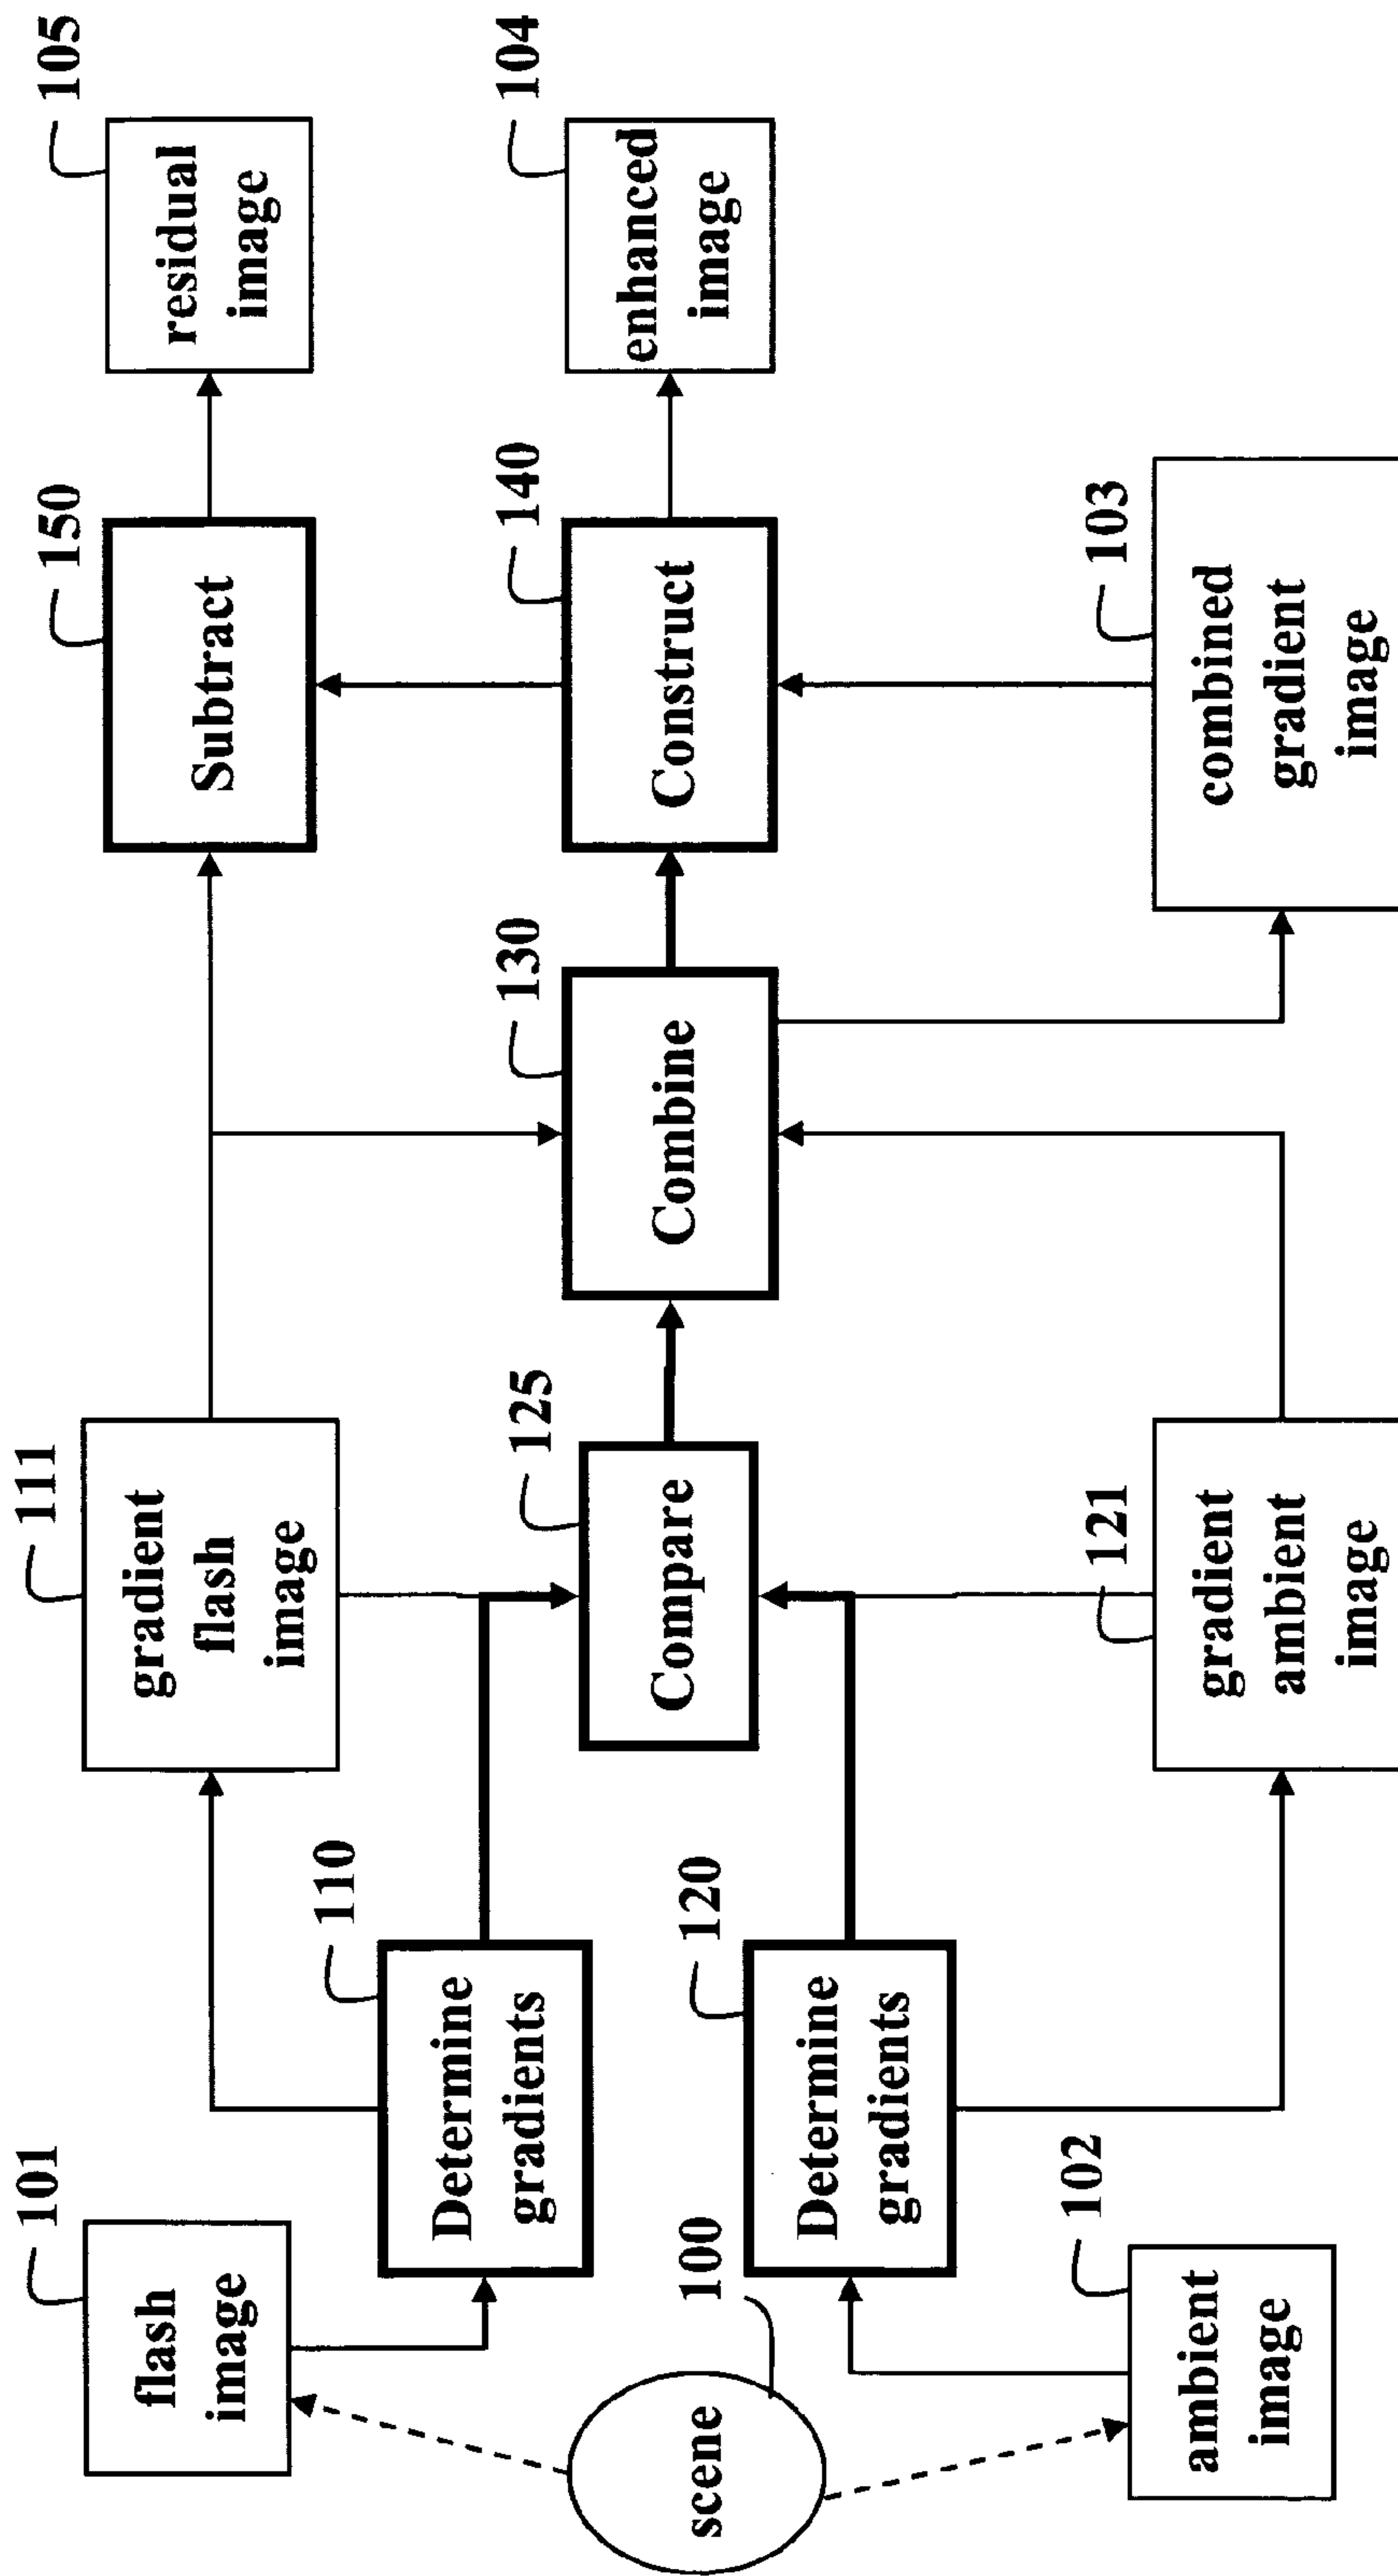 101
flash
image
100
scene
102
ambient
image
110
Determine
gradients
120
Determine
gradients
111
gradient
flash
image
125
Compare
121
gradient
ambient
image
130
Combine
150
Subtract
140
Construct
103
combined
gradient
image
105
residual
image
104
enhanced
image